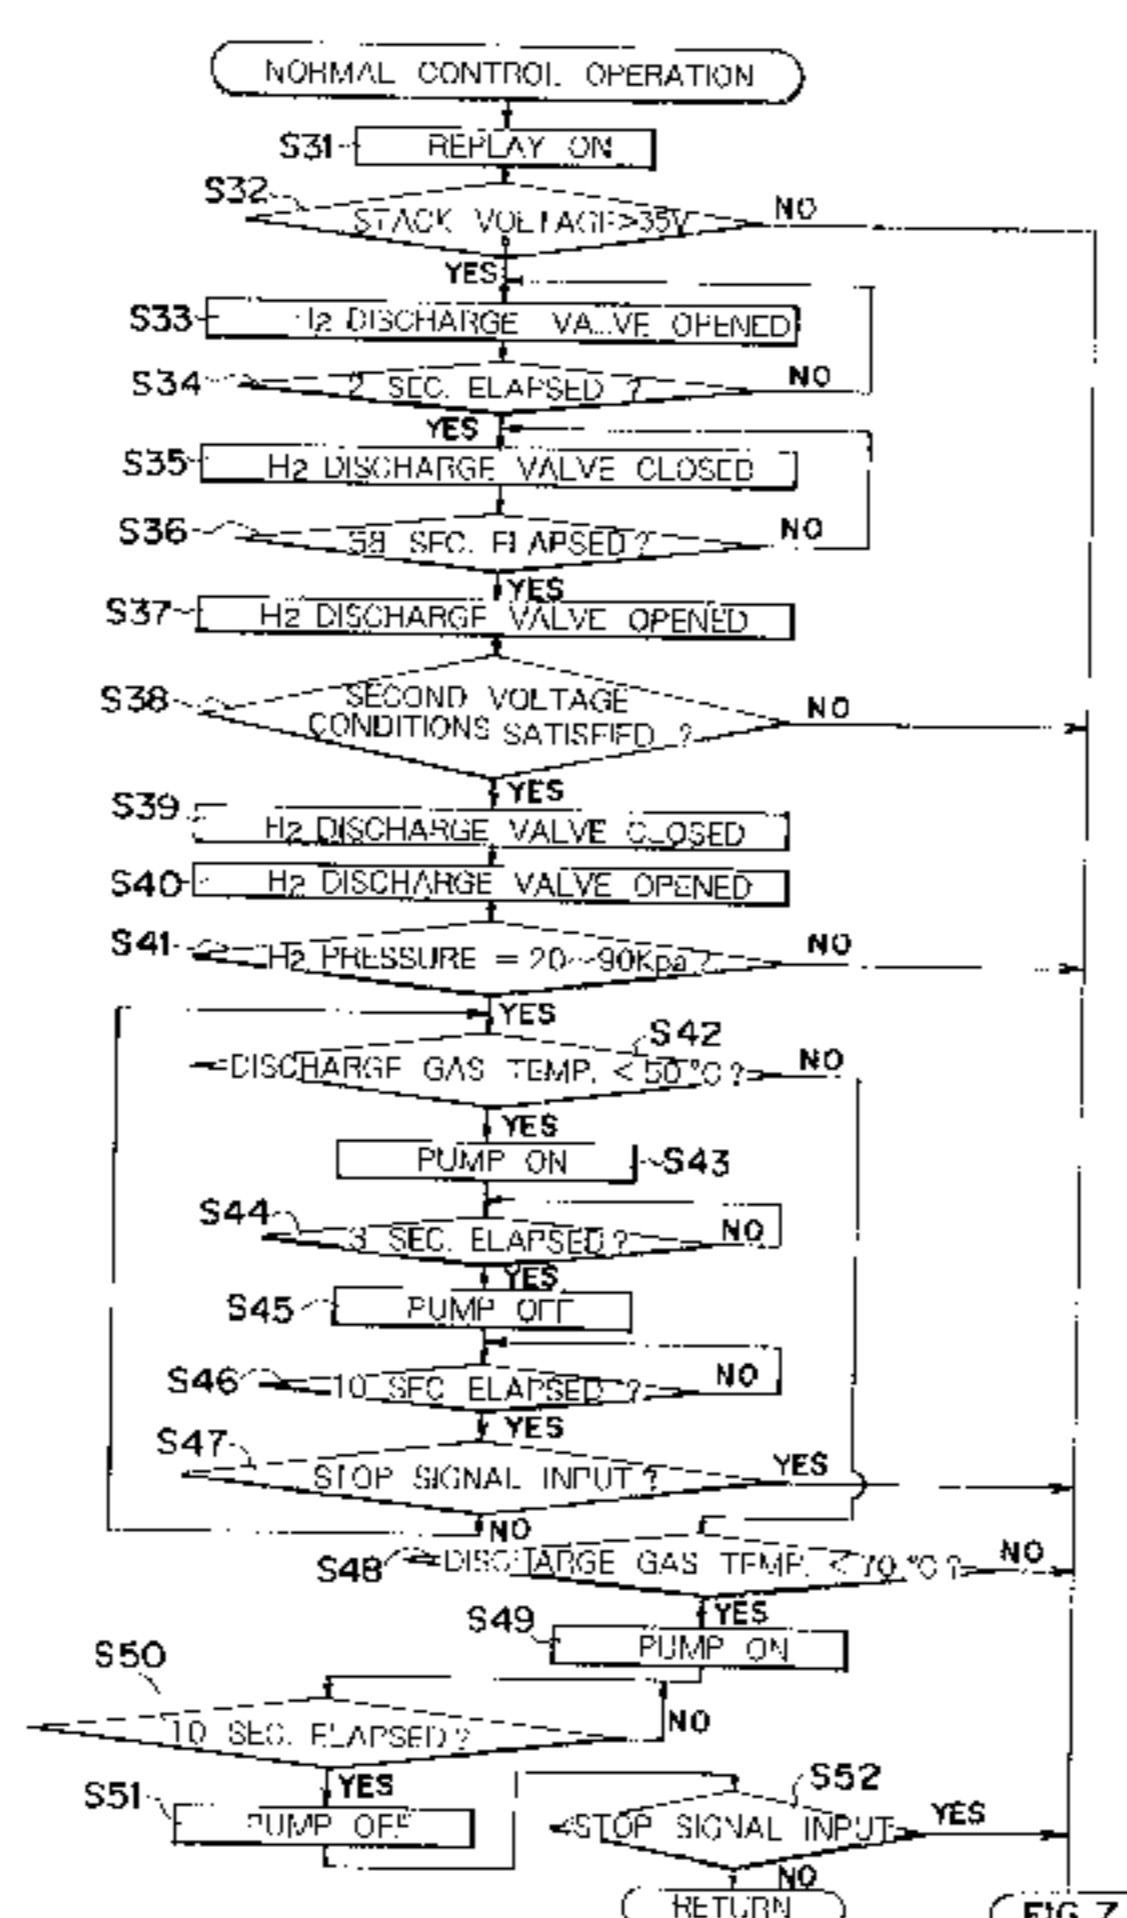 NORMAL CONTROL OPERATION
S31
REPLAY ON
S32
STACK VOLTAGE>35V
NO
YES
S33
H2 DISCHARGE VALVE OPENED
S34
2 SEC. ELAPSED ?
NO
YES
S35
H2 DISCHARGE VALVE CLOSED
S36
58 SEC. ELAPSED ?
NO
YES
S37
H2 DISCHARGE VALVE OPENED
S38
SECOND VOLTAGE
CONDITIONS SATISFIED ?
NO
YES
S39
H2 DISCHARGE VALVE CLOSED
S40
H2 DISCHARGE VALVE OPENED
S41
H2 PRESSURE = 20~90Kpa?
NO
YES
S42
DISCHARGE GAS TEMP. < 50°C ?
NO
YES
PUMP ON
S43
S44
3 SEC. ELAPSED ?
NO
YES
S45
PUMP OFF
S46
10 SEC ELAPSED ?
NO
YES
S47
STOP SIGNAL INPUT ?
YES
NO
S48
DISCHARGE GAS TEMP. < 70 °C ?
NO
YES
S49
PUMP ON
S50
10 SEC. ELAPSED ?
NO
YES
S51
PUMP OFF
S52
STOP SIGNAL INPUT
YES
NO
RETURN
FIG.7